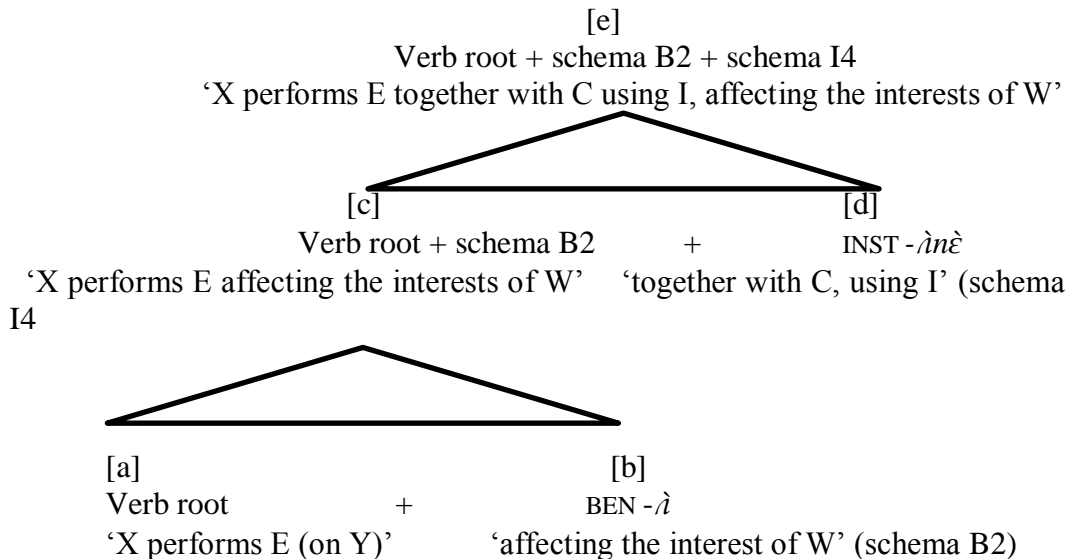 [e]
Verb root + schema B2 + schema I4
‘X performs E together with C using I, affecting the interests of W’
[c] [d]
Verb root + schema B2 + INST -ʌ̀nɛ̀
‘X performs E affecting the interests of W’ ‘together with C, using I’ (schema
I4
[a] [b]
Verb root + BEN -ʌ̀
‘X performs E (on Y)’ ‘affecting the interest of W’ (schema B2)